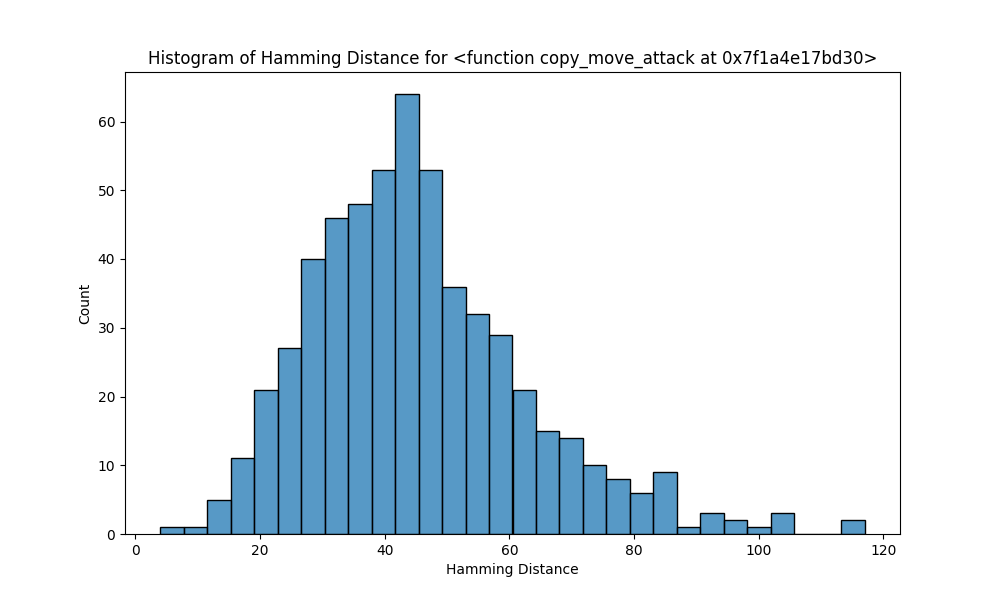 Histogram of Hamming Distance for <function copy_move_attack at 0x7f1a4e17bd30>
60
50
40
30
20
10
0
Count
0 20 40 60 80 100 120
Hamming Distance